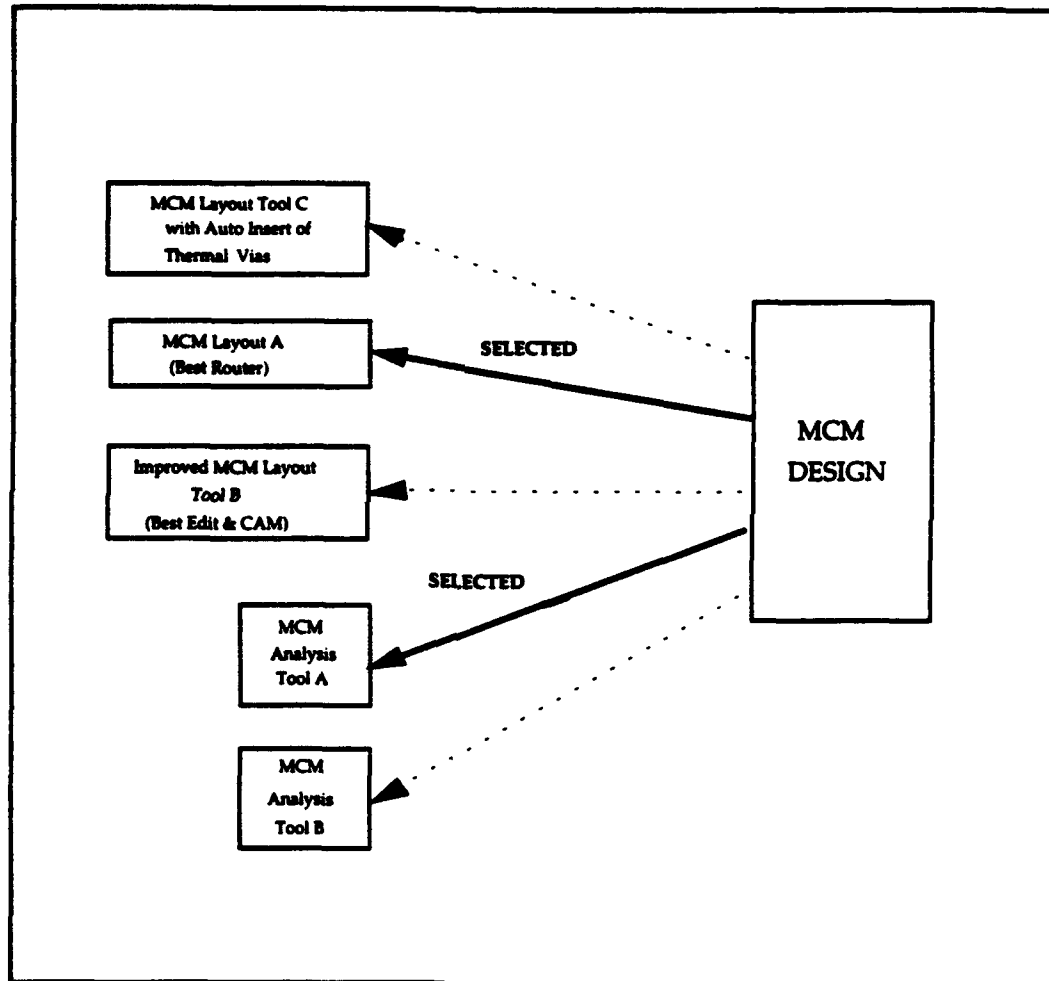 MCM Layout Tool C
with Auto Insert of
Thermal Vias
MCM Layout A
(Best Router)
SELECTED
Improved MCM Layout
Tool B
(Best Edit & CAM)
MCM
DESIGN
SELECTED
MCM
Analysis
Tool A
MCM
Analysis
Tool B